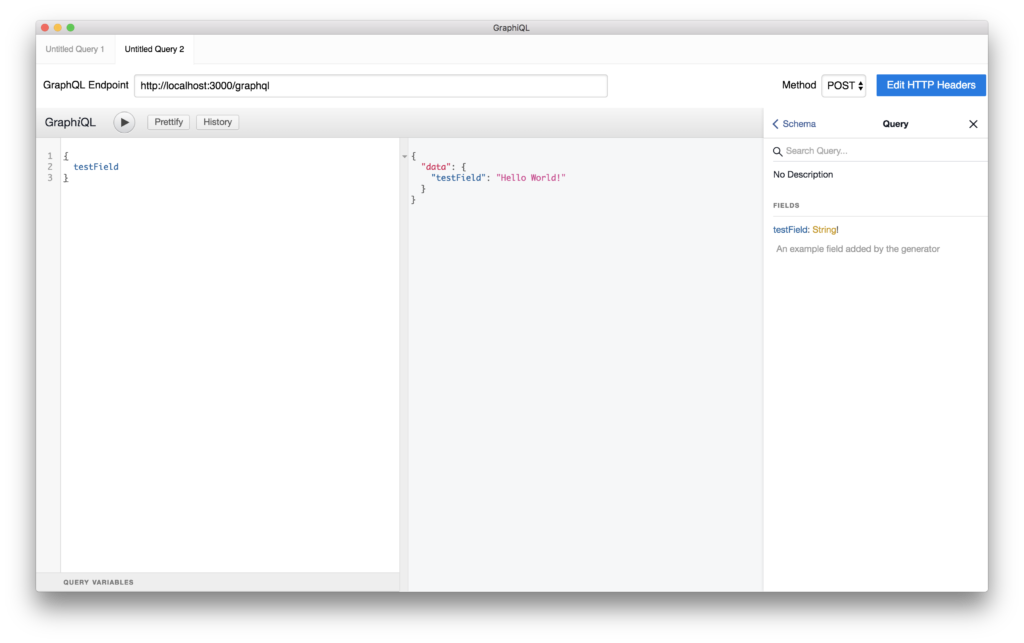 GraphiQL
Untitled Query 1
Untitled Query 2
GraphQL Endpoint
http://localhost:3000/graphql
Method
POST
Edit HTTP Headers
GraphiQL
Prettify
History
1 {
2 testField
3 }
{
"data": {
"testField": "Hello World!"
}
}
Schema
Query
Search Query...
No Description
FIELDS
testField: String!
An example field added by the generator
QUERY VARIABLES